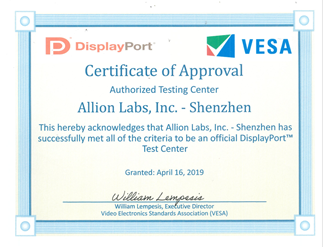 DisplayPort™
VESA
Certificate of Approval
Authorized Testing Center
Allion Labs, Inc. - Shenzhen
This hereby acknowledges that Allion Labs, Inc. - Shenzhen has
successfully met all of the criteria to be an official DisplayPort™
Test Center
Granted: April 16, 2019
William Lempesis
William Lempesis, Executive Director
Video Electronics Standards Association (VESA)